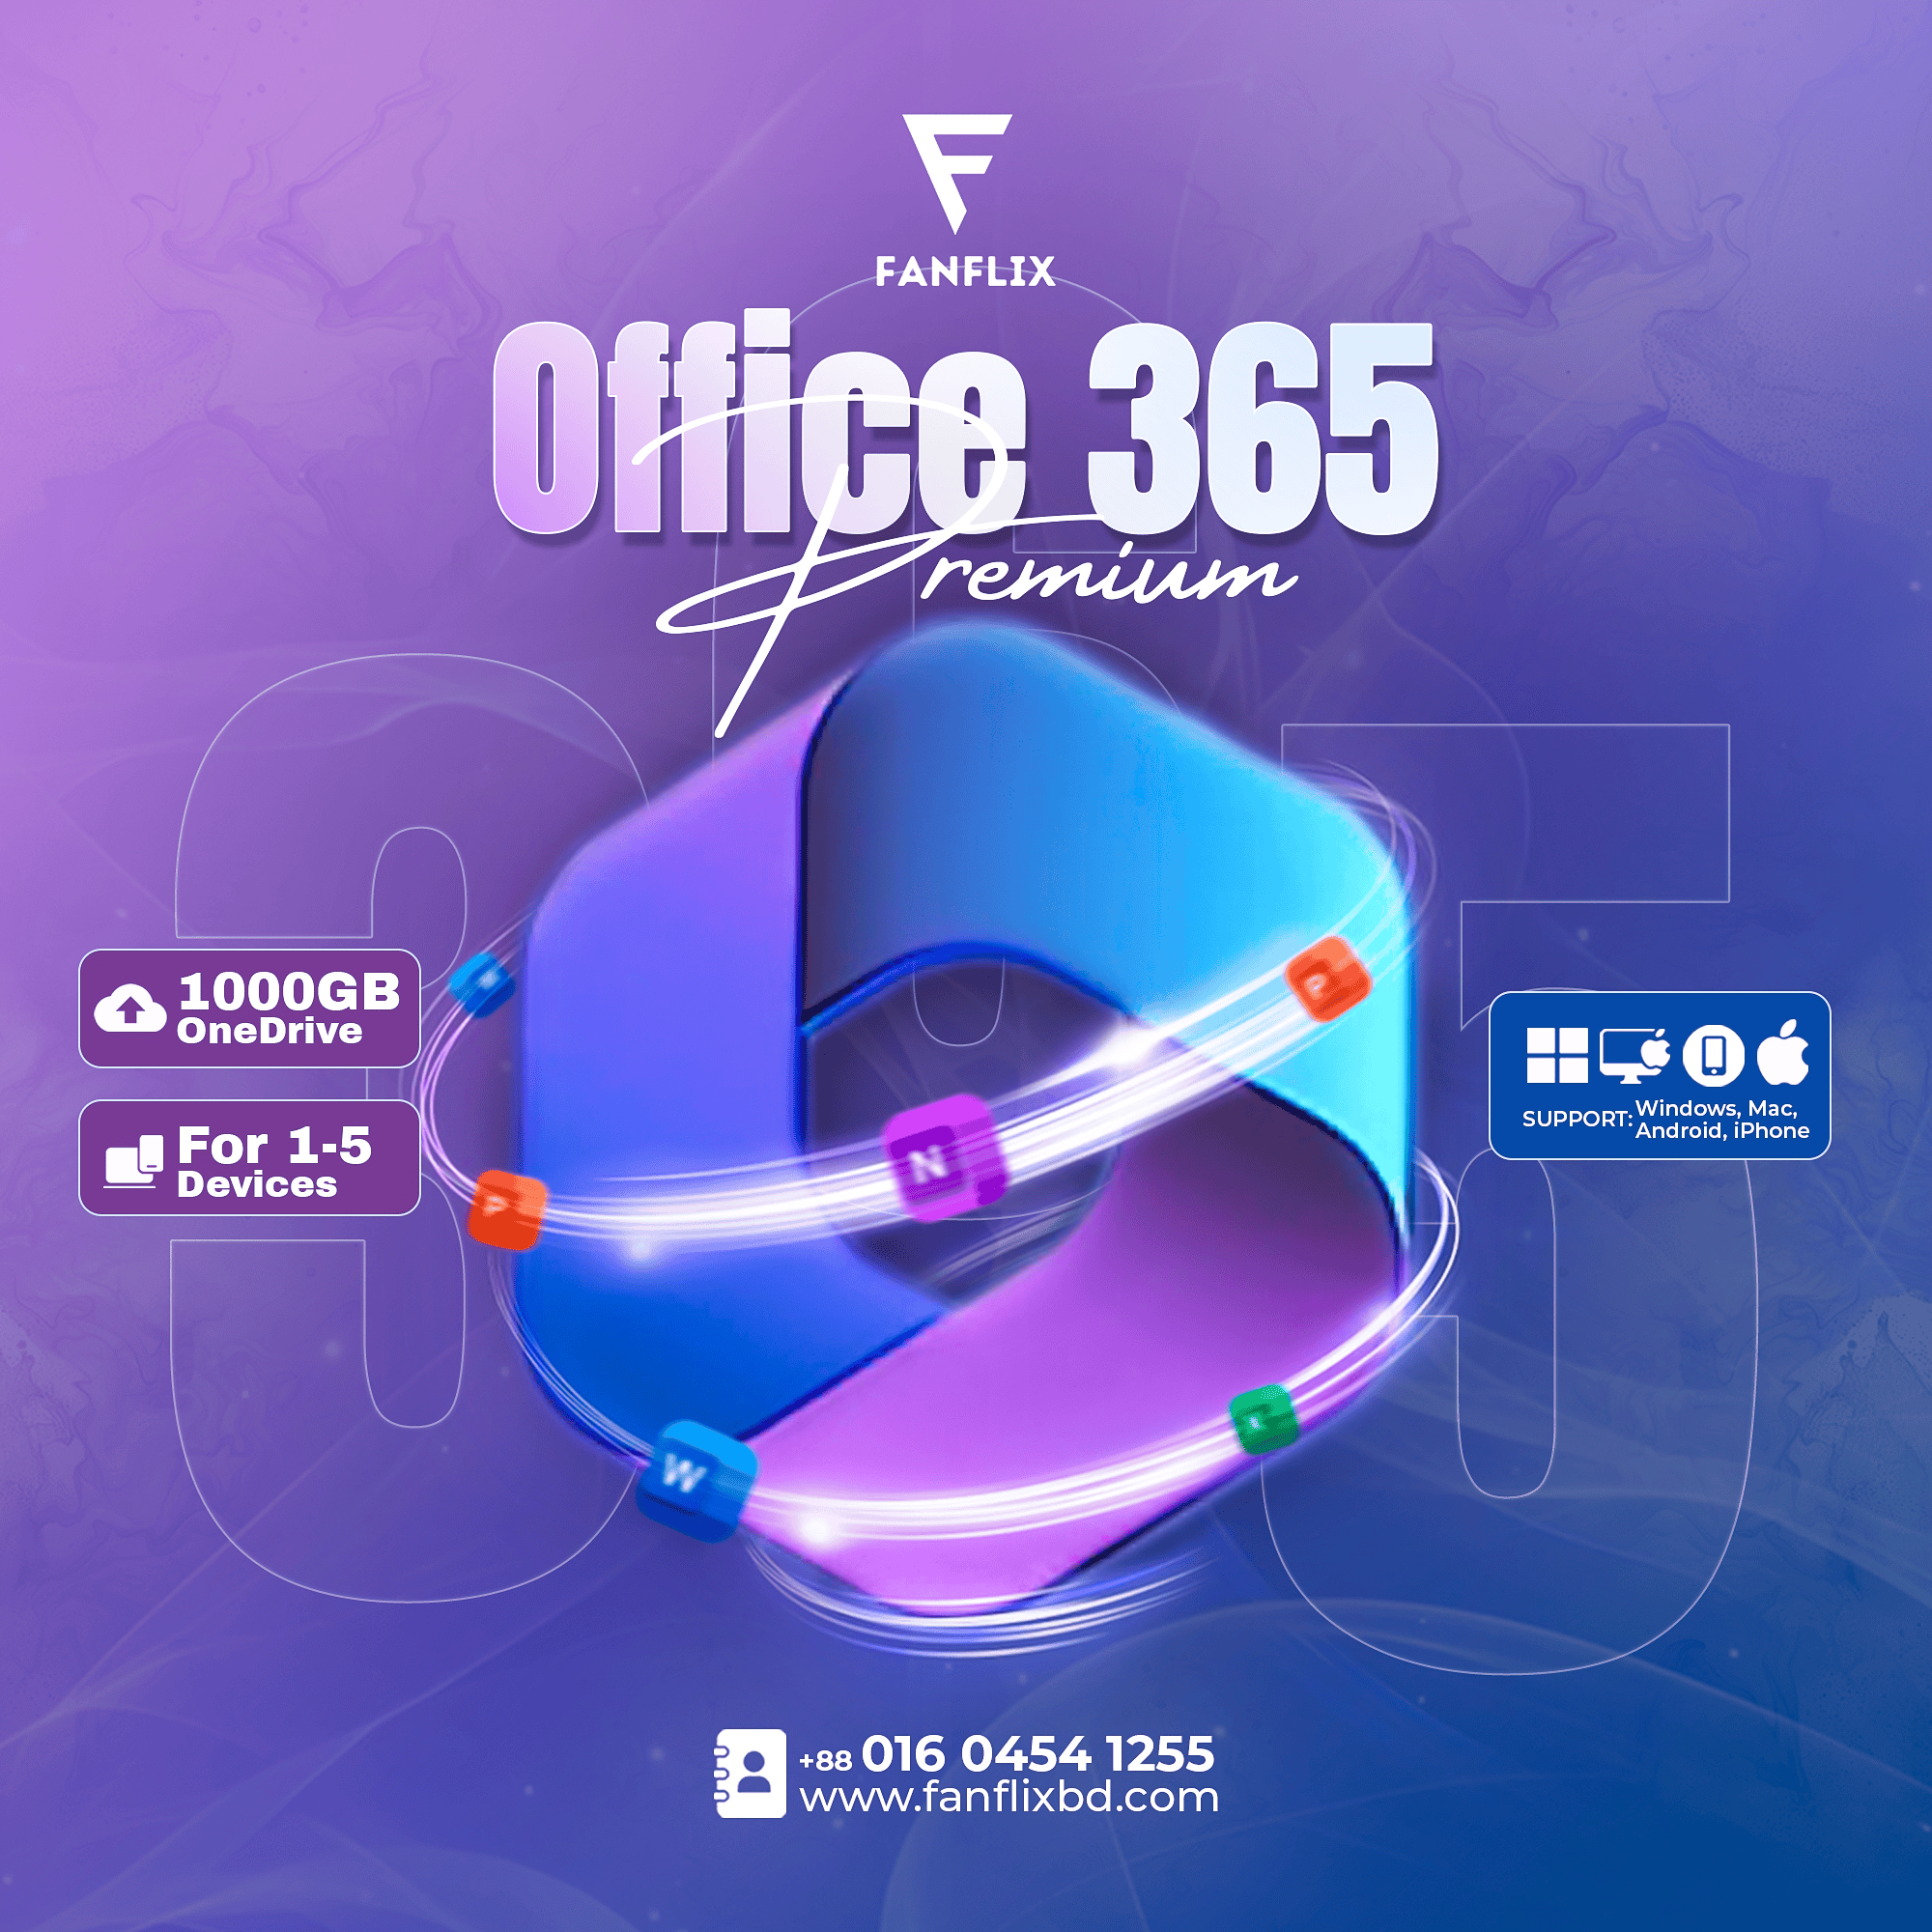 FANFLIX
Office 365
Premium
1000GB
OneDrive
For 1-5
Devices
SUPPORT: Windows, Mac,
Android, iPhone
P
N
P
W
+88 016 0454 1255
www.fanflixbd.com